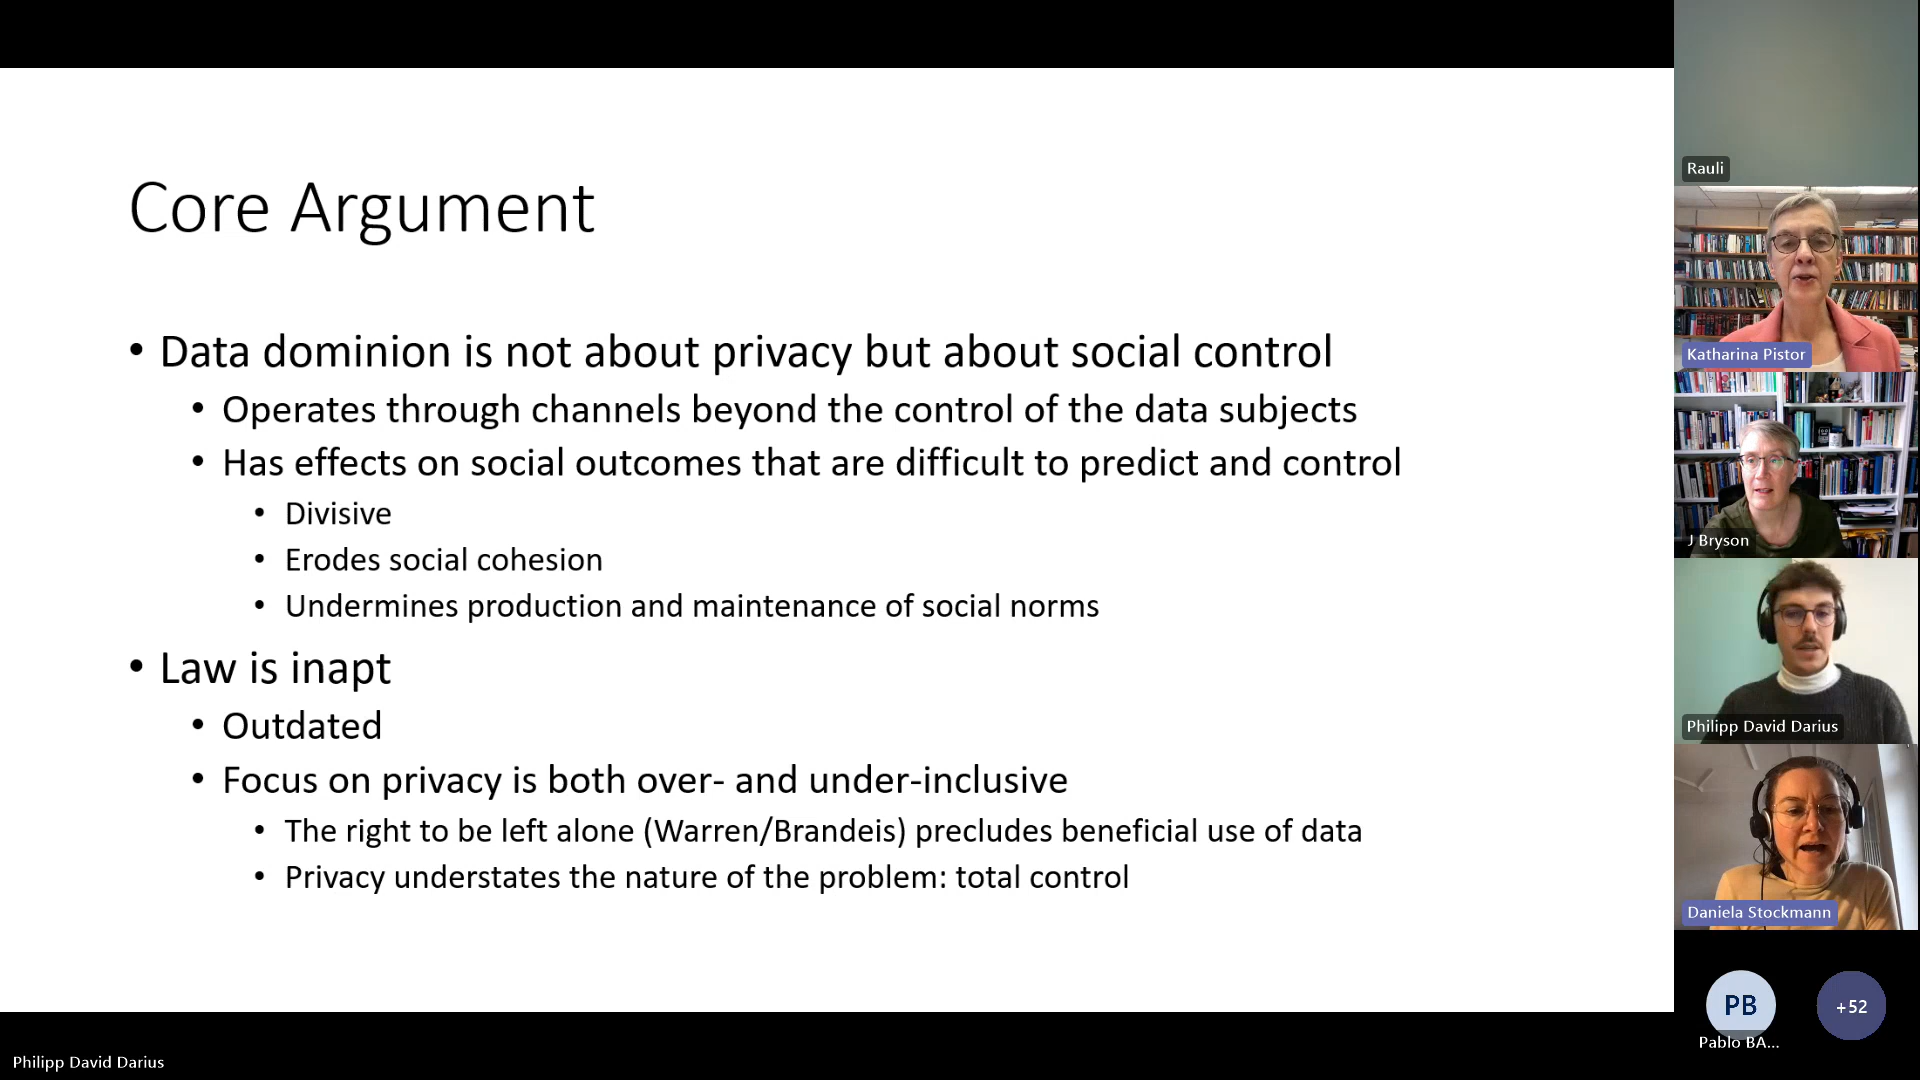 Core Argument
• Data dominion is not about privacy but about social control
• Operates through channels beyond the control of the data subjects
• Has effects on social outcomes that are difficult to predict and control
• Divisive
• Erodes social cohesion
• Undermines production and maintenance of social norms
• Law is inapt
• Outdated
• Focus on privacy is both over- and under-inclusive
• The right to be left alone (Warren/Brandeis) precludes beneficial use of data
• Privacy understates the nature of the problem: total control
Rauli
Katharina Pistor
J Bryson
Philipp David Darius
Daniela Stockmann
PB
+52
Pablo BA...
Philipp David Darius